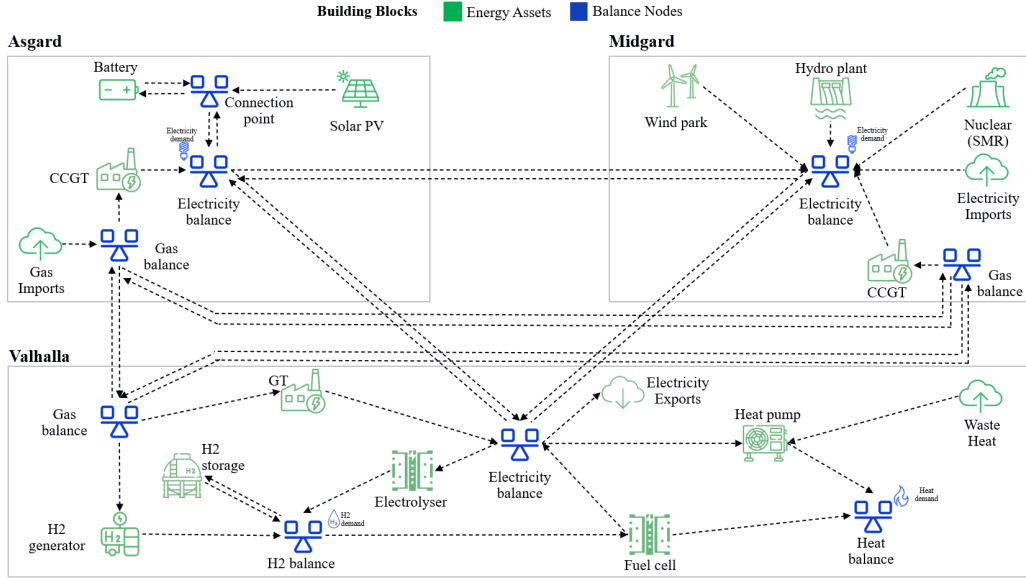 Building Blocks
Energy Assets
Balance Nodes
Asgard
Midgard
Battery
Connection
point
Solar PV
Electricity
demand
CCGT
Electricity
balance
Gas
Imports
Gas
balance
Wind park
Hydro plant
Nuclear
(SMR)
Electricity
demand
Electricity
balance
Electricity
Imports
CCGT
Gas
balance
Valhalla
Gas
balance
GT
Electricity
Exports
Heat pump
Waste
Heat
H2
storage
Electrolyser
Electricity
balance
H2
H2
generator
H2
H2
H2
demand
H2 balance
Fuel cell
Heat
demand
Heat
balance